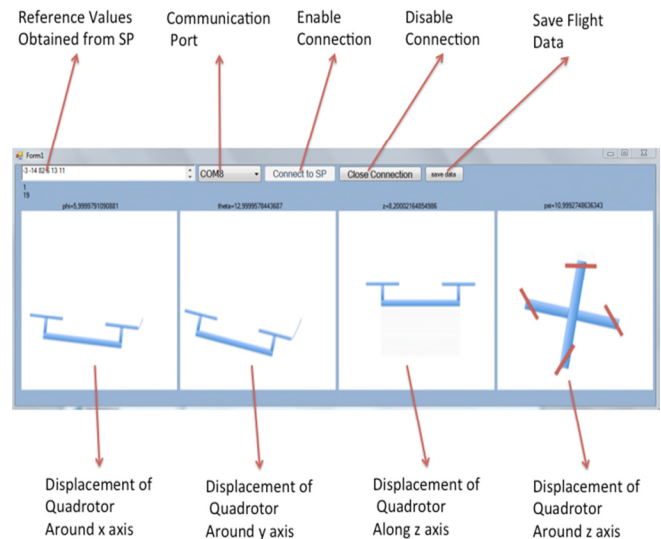 Reference Values
Obtained from SP
Communication
Port
Enable
Connection
Disable
Connection
Save Flight
Data
Form1
COM8
Connect to SP
Close Connection
save data
1
19
phi=5,9999791090881
theta=12,9999578443687
z=8,20002164854986
psi=10,9992748636343
Displacement of
Quadrotor
Around x axis
Displacement of
Quadrotor
Around y axis
Displacement of
Quadrotor
Along z axis
Displacement of
Quadrotor
Around z axis